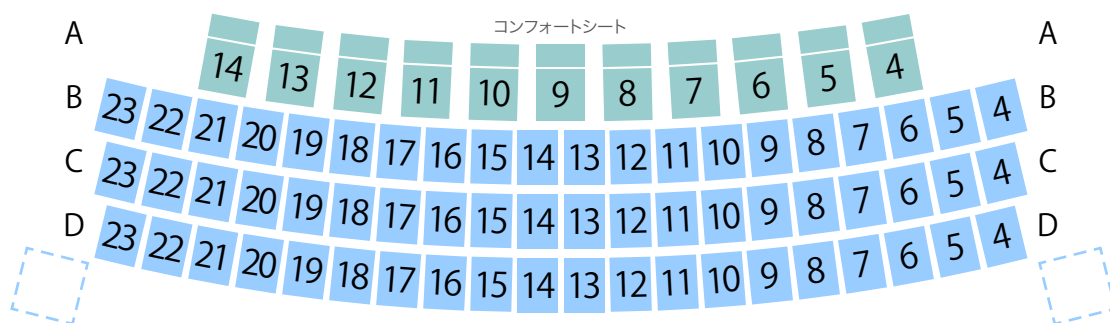 コンフォートシート
A 14 13 12 11 10 9 8 7 6 5 4 A
B 23 22 21 20 19 18 17 16 15 14 13 12 11 10 9 8 7 6 5 4 B
C 23 22 21 20 19 18 17 16 15 14 13 12 11 10 9 8 7 6 5 4 C
D 23 22 21 20 19 18 17 16 15 14 13 12 11 10 9 8 7 6 5 4 D